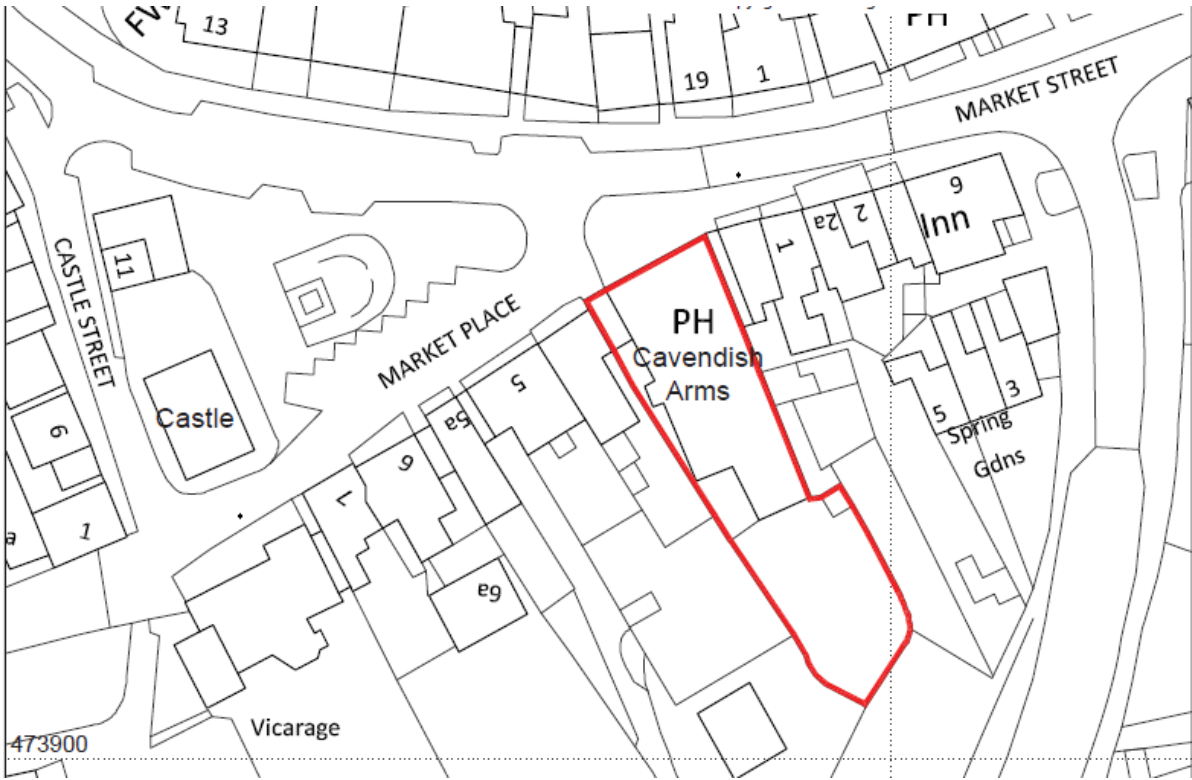 13
19
1
PH
MARKET STREET
CASTLE STREET
11
MARKET PLACE
Castle
6
1
a
7
6
5a
5
6a
PH
Cavendish
Arms
1
2a
2
Inn
9
5
3
Spring
Gdns
Vicarage
473900